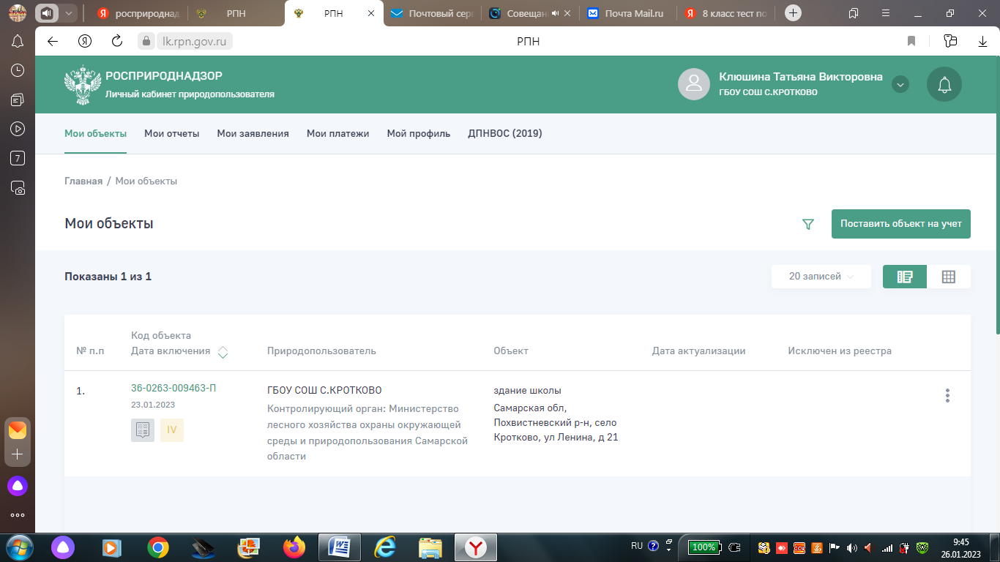 росприроднад
РПН
РПН
Почтовый серв
Совещан
Почта Mail.ru
8 класс тест по
lk.rpn.gov.ru
РПН
РОСПРИРОДНАДЗОР
Личный кабинет природопользователя
Клюшина Татьяна Викторовна
ГБОУ СОШ С.КРОТКОВО
Мои объекты
Мои отчеты
Мои заявления
Мои платежи
Мой профиль
ДПНВОС (2019)
7
Главная / Мои объекты
Мои объекты
Поставить объект на учет
Показаны 1 из 1
20 записей
№ п.п
Код объекта
Дата включения
Природопользователь
Объект
Дата актуализации
Исключен из реестра
1.
36-0263-009463-П
23.01.2023
IV
ГБОУ СОШ С.КРОТКОВО
Контролирующий орган: Министерство
лесного хозяйства охраны окружающей
среды и природопользования Самарской
области
здание школы
Самарская обл,
Похвистневский р-н, село
Кротково, ул Ленина, д 21
RU
100%
9:45
26.01.2023